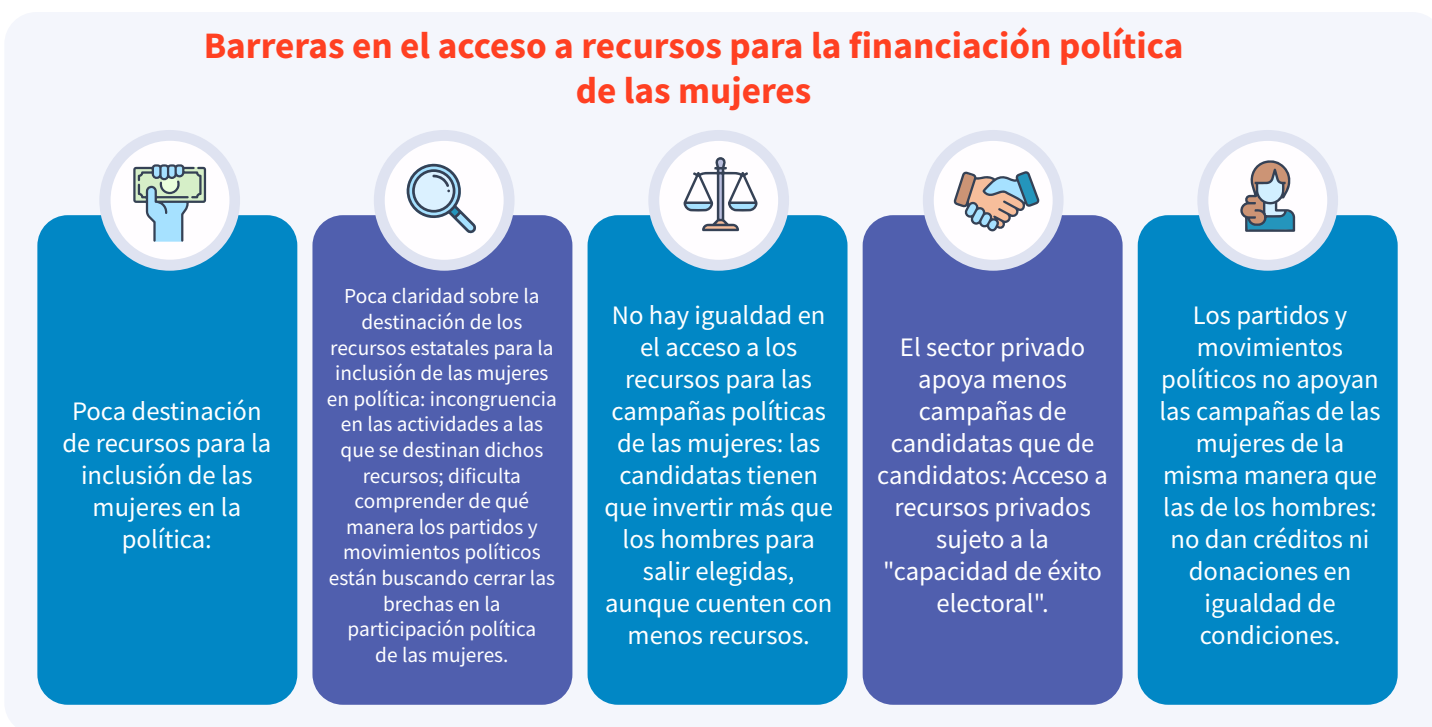 Barreras en el acceso a recursos para la financiación política
de las mujeres
Poca destinación
de recursos para la
inclusión de las
mujeres en la
política:
Poca claridad sobre la
destinación de los
recursos estatales para la
inclusión de las mujeres
en política: incongruencia
en las actividades a las
que se destinan dichos
recursos; dificulta
comprender de qué
manera los partidos y
movimientos políticos
están buscando cerrar las
brechas en la
participación política
de las mujeres.
No hay igualdad en
el acceso a los
recursos para las
campañas políticas
de las mujeres: las
candidatas tienen
que invertir más que
los hombres para
salir elegidas,
aunque cuenten con
menos recursos.
El sector privado
apoya menos
campañas de
candidatas que de
candidatos: Acceso a
recursos privados
sujeto a la
"capacidad de éxito
electoral".
Los partidos y
movimientos
políticos no apoyan
las campañas de las
mujeres de la
misma manera que
las de los hombres:
no dan créditos ni
donaciones en
igualdad de
condiciones.